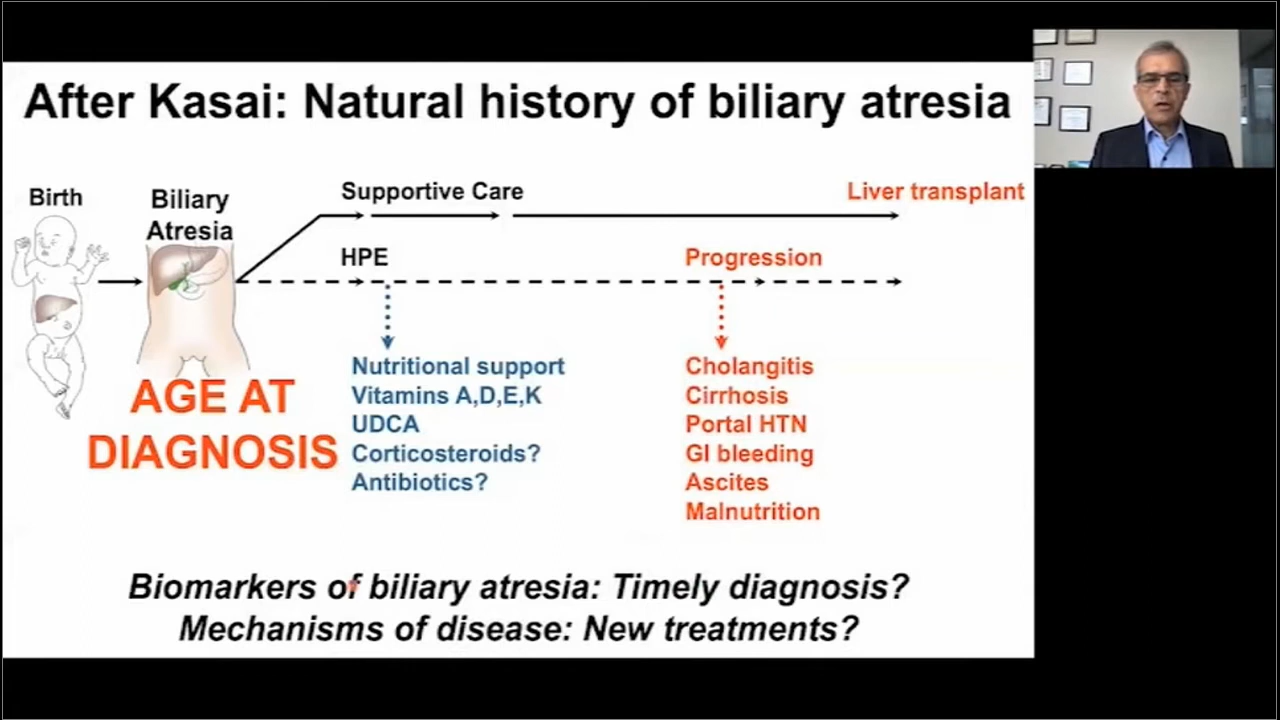 After Kasai: Natural history of biliary atresia
Birth
Biliary
Atresia
Supportive Care
Liver transplant
HPE
Progression
AGE AT
DIAGNOSIS
Nutritional support
Vitamins A,D,E,K
UDCA
Corticosteroids?
Antibiotics?
Cholangitis
Cirrhosis
Portal HTN
GI bleeding
Ascites
Malnutrition
Biomarkers of biliary atresia: Timely diagnosis?
Mechanisms of disease: New treatments?